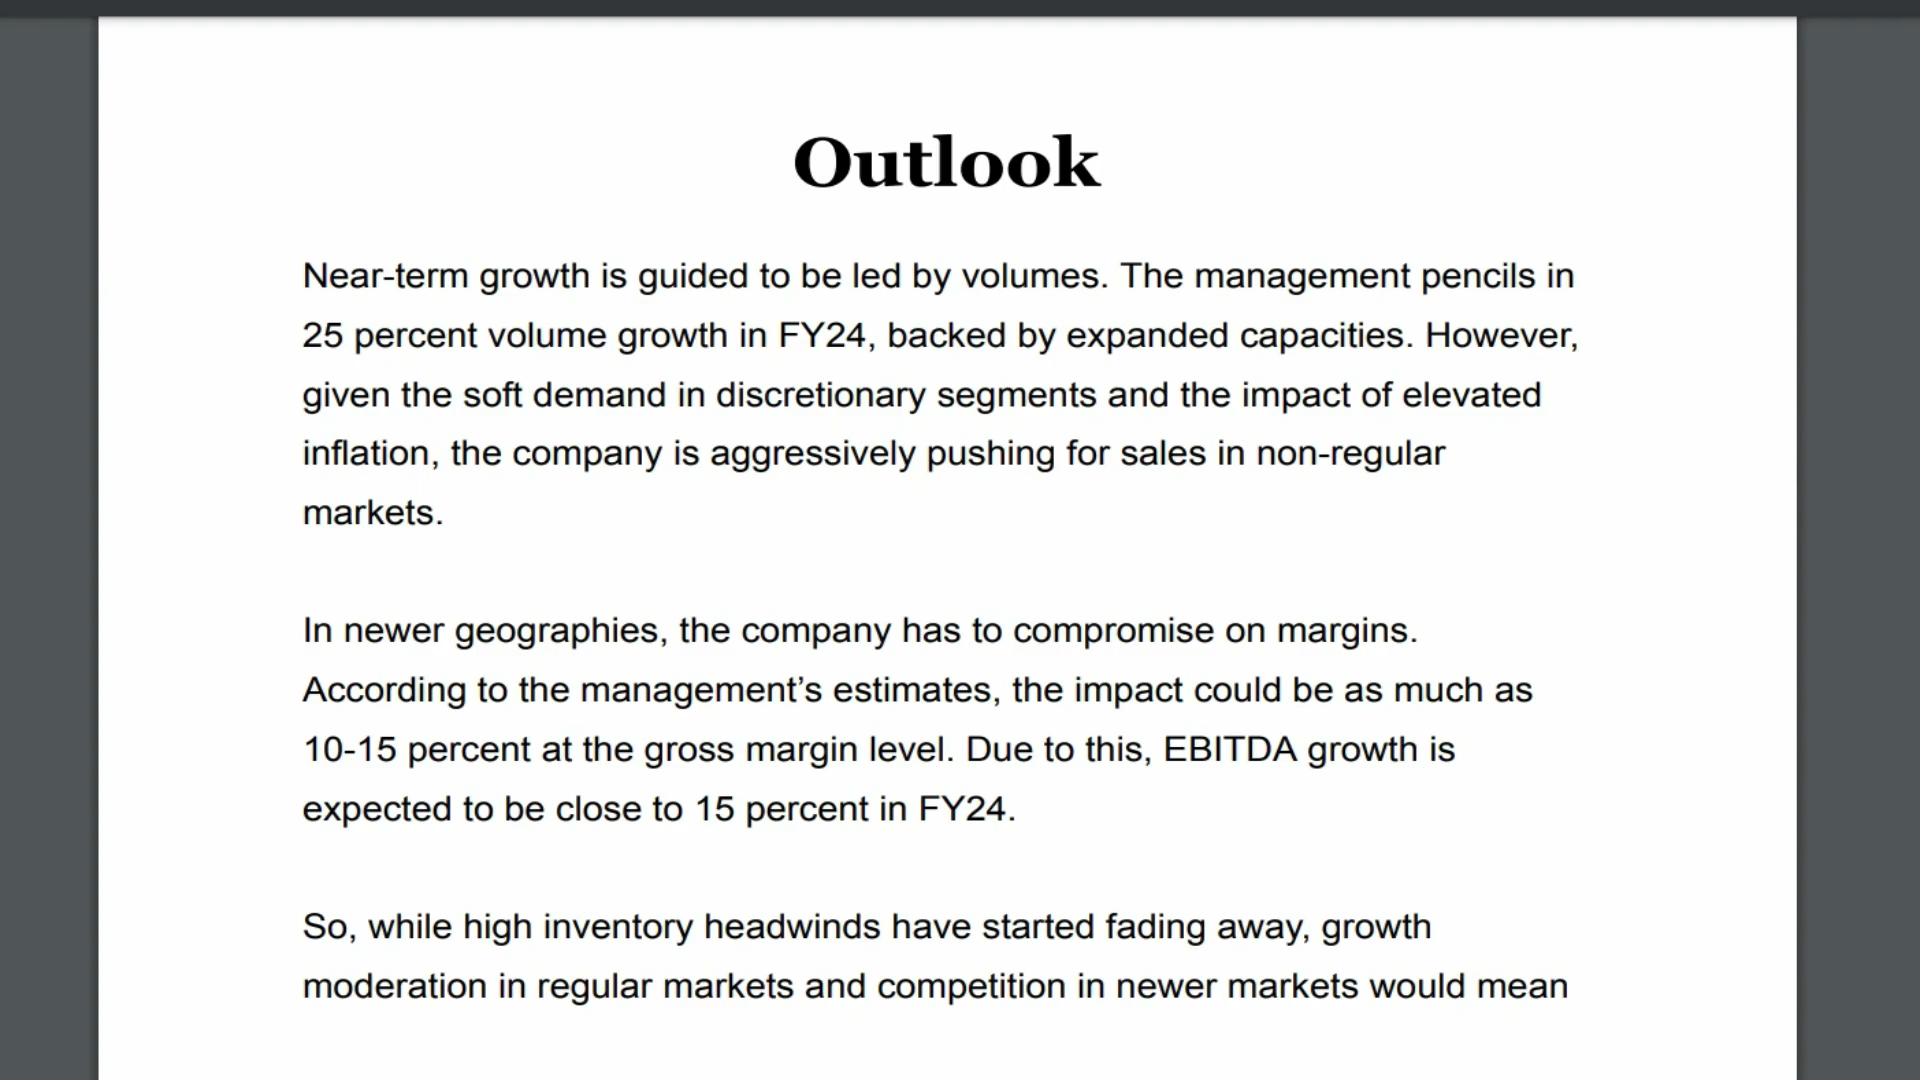 Outlook
Near-term growth is guided to be led by volumes. The management pencils in
25 percent volume growth in FY24, backed by expanded capacities. However,
given the soft demand in discretionary segments and the impact of elevated
inflation, the company is aggressively pushing for sales in non-regular
markets.
In newer geographies, the company has to compromise on margins.
According to the management’s estimates, the impact could be as much as
10-15 percent at the gross margin level. Due to this, EBITDA growth is
expected to be close to 15 percent in FY24.
So, while high inventory headwinds have started fading away, growth
moderation in regular markets and competition in newer markets would mean